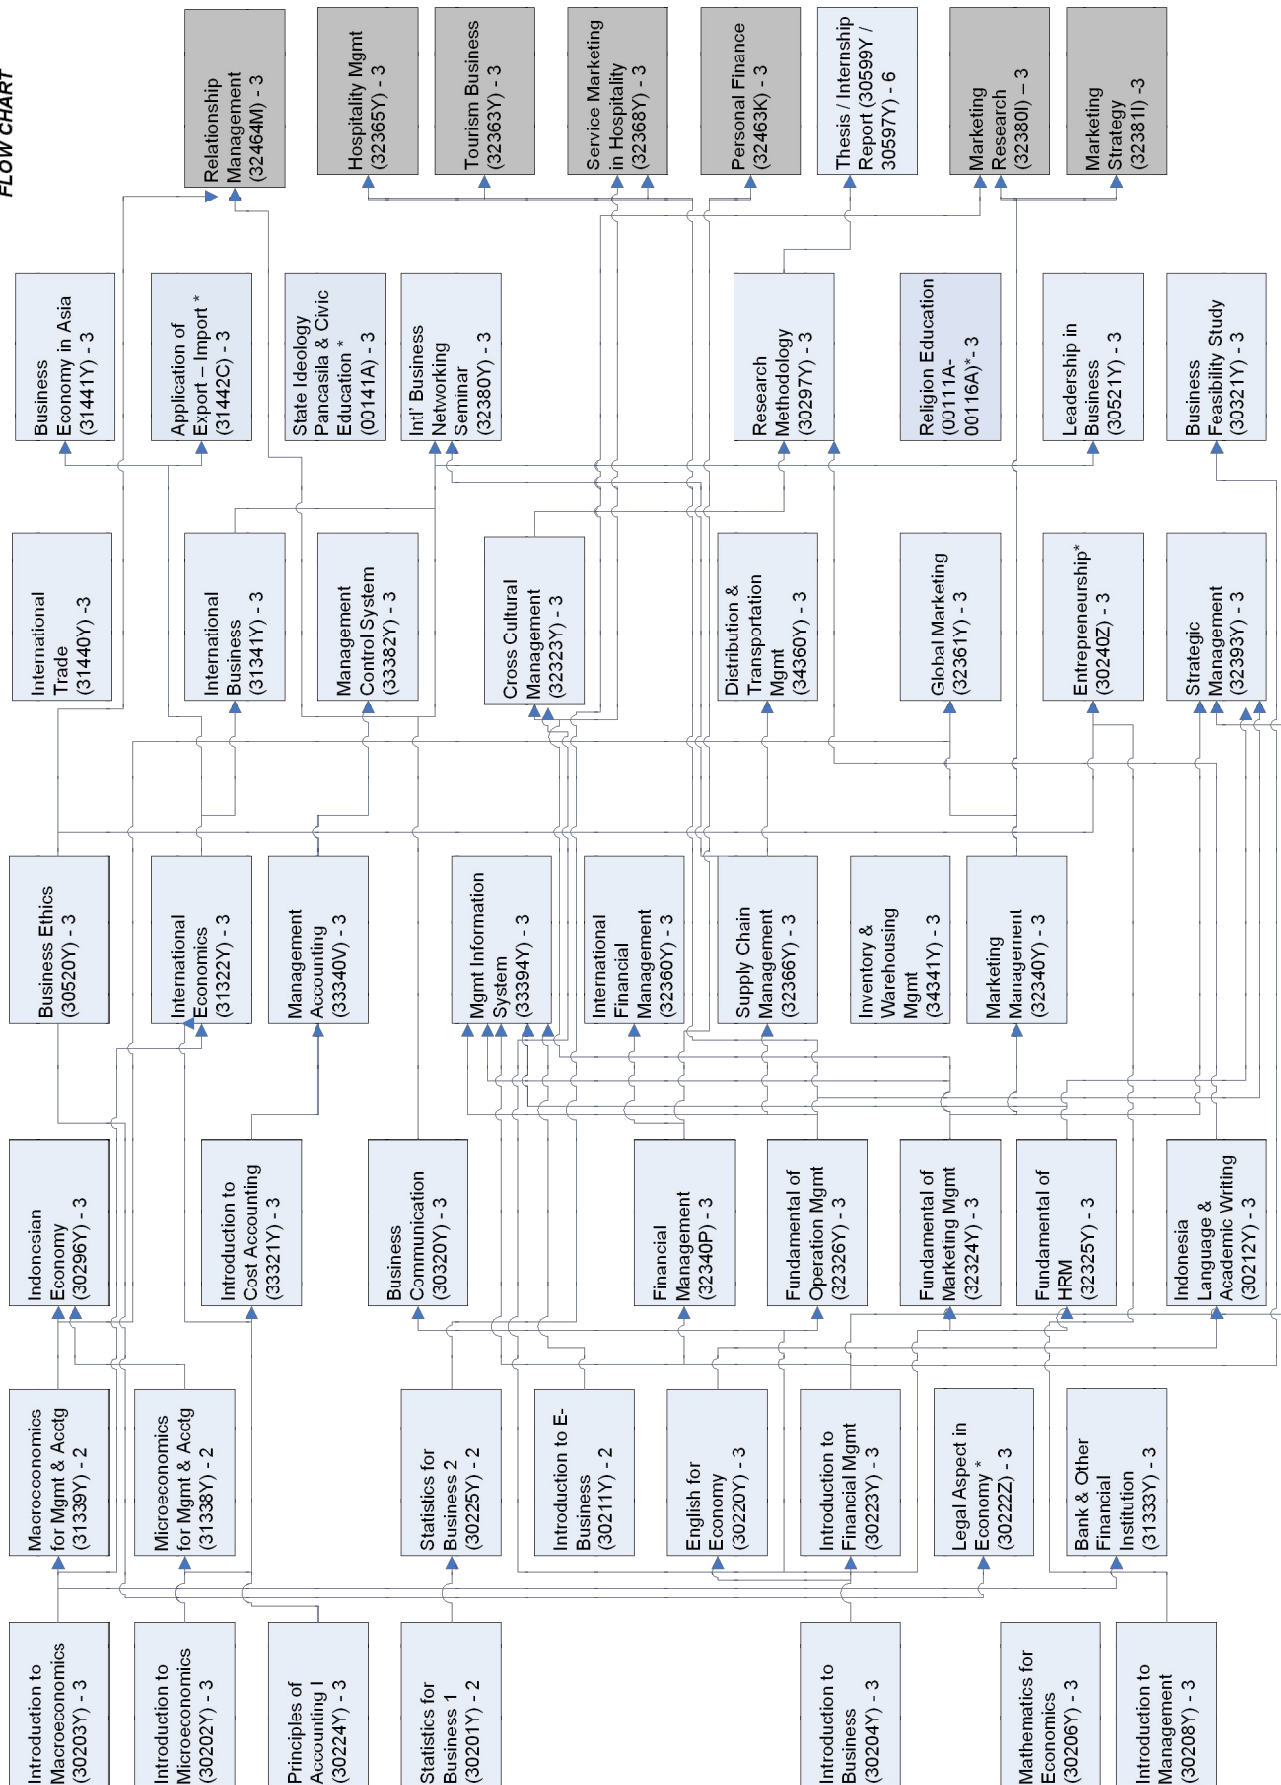 FLOW CHART
Relationship
Management
(32464M) - 3
Hospitality Mgmt
(32365Y) - 3
Tourism Business
(32363Y) - 3
Service Marketing
in Hospitality
(32368Y) - 3
Personal Finance
(32463K) - 3
Thesis / Internship
Report (30599Y /
30597Y) - 6
Marketing
Research
(32380I) – 3
Marketing
Strategy
(32381I) -3
Business
Economy in Asia
(31441Y) - 3
Application of
Export – Import *
(31442C) - 3
State Ideology
Pancasila & Civic
Education *
(00141A) - 3
Intl’ Business
Networking
Seminar
(32380Y) - 3
Research
Methodology
(30297Y) - 3
Religion Education
(00111A-
00116A)*- 3
Leadership in
Business
(30521Y) - 3
Business
Feasibility Study
(30321Y) - 3
International
Trade
(31440Y) -3
International
Business
(31341Y) - 3
Management
Control System
(33382Y) - 3
Cross Cultural
Management
(32323Y) - 3
Distribution &
Transportation
Mgmt
(34360Y) - 3
Global Marketing
(32361Y) - 3
Entrepreneurship*
(30240Z) - 3
Strategic
Management
(32393Y) - 3
Business Ethics
(30520Y) - 3
International
Economics
(31322Y) - 3
Management
Accounting
(33340V) - 3
Mgmt Information
System
(33394Y) - 3
International
Financial
Management
(32360Y) - 3
Supply Chain
Management
(32366Y) - 3
Inventory &
Warehousing
Mgmt
(34341Y) - 3
Marketing
Management
(32340Y) - 3
Indonesian
Economy
(30296Y) - 3
Introduction to
Cost Accounting
(33321Y) - 3
Business
Communication
(30320Y) - 3
Financial
Management
(32340P) - 3
Fundamental of
Operation Mgmt
(32326Y) - 3
Fundamental of
Marketing Mgmt
(32324Y) - 3
Fundamental of
HRM
(32325Y) - 3
Indonesia
Language &
Academic Writing
(30212Y) - 3
Macroeconomics
for Mgmt & Acctg
(31339Y) - 2
Microeconomics
for Mgmt & Acctg
(31338Y) - 2
Statistics for
Business 2
(30225Y) - 2
Introduction to E-
Business
(30211Y) - 2
English for
Economy
(30220Y) - 3
Introduction to
Financial Mgmt
(30223Y) - 3
Legal Aspect in
Economy *
(30222Z) - 3
Bank & Other
Financial
Institution
(31333Y) - 3
Introduction to
Macroeconomics
(30203Y) - 3
Introduction to
Microeconomics
(30202Y) - 3
Principles of
Accounting I
(30224Y) - 3
Statistics for
Business 1
(30201Y) - 2
Introduction to
Business
(30204Y) - 3
Mathematics for
Economics
(30206Y) - 3
Introduction to
Management
(30208Y) - 3